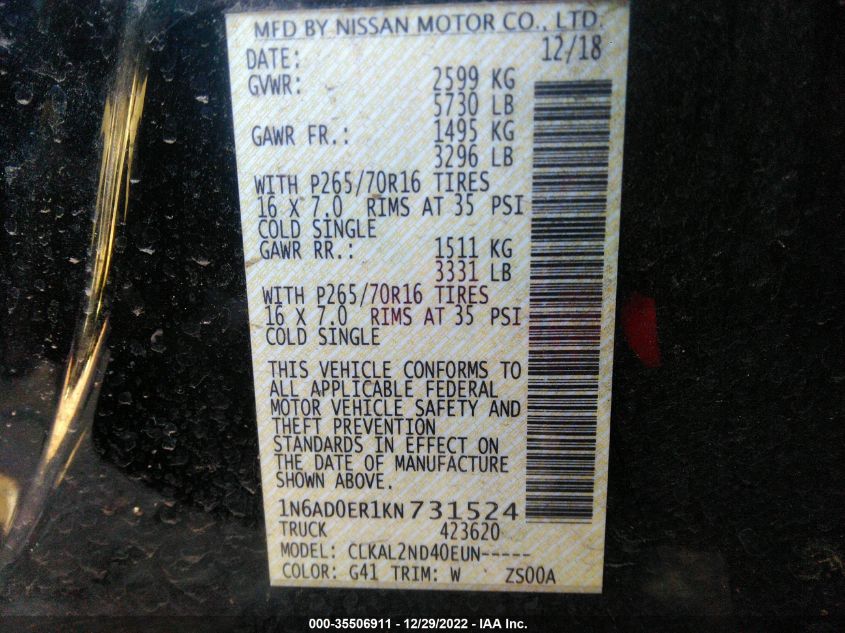 MFD BY NISSAN MOTOR CO., LTD.
DATE: 12/18
GVWR: 2599 KG
5730 LB
GAWR FR.: 1495 KG
3296 LB
WITH P265/70R16 TIRES
16 X 7.0 RIMS AT 35 PSI
COLD SINGLE
GAWR RR.: 1511 KG
3331 LB
WITH P265/70R16 TIRES
16 X 7.0 RIMS AT 35 PSI
COLD SINGLE
THIS VEHICLE CONFORMS TO
ALL APPLICABLE FEDERAL
MOTOR VEHICLE SAFETY AND
THEFT PREVENTION
STANDARDS IN EFFECT ON
THE DATE OF MANUFACTURE
SHOWN ABOVE.
1N6AD0ER1KN731524
TRUCK 423620
MODEL: CLKAL2ND40EUN-----
COLOR: G41 TRIM: W ZS00A
000-35506911 - 12/29/2022 - IAA Inc.